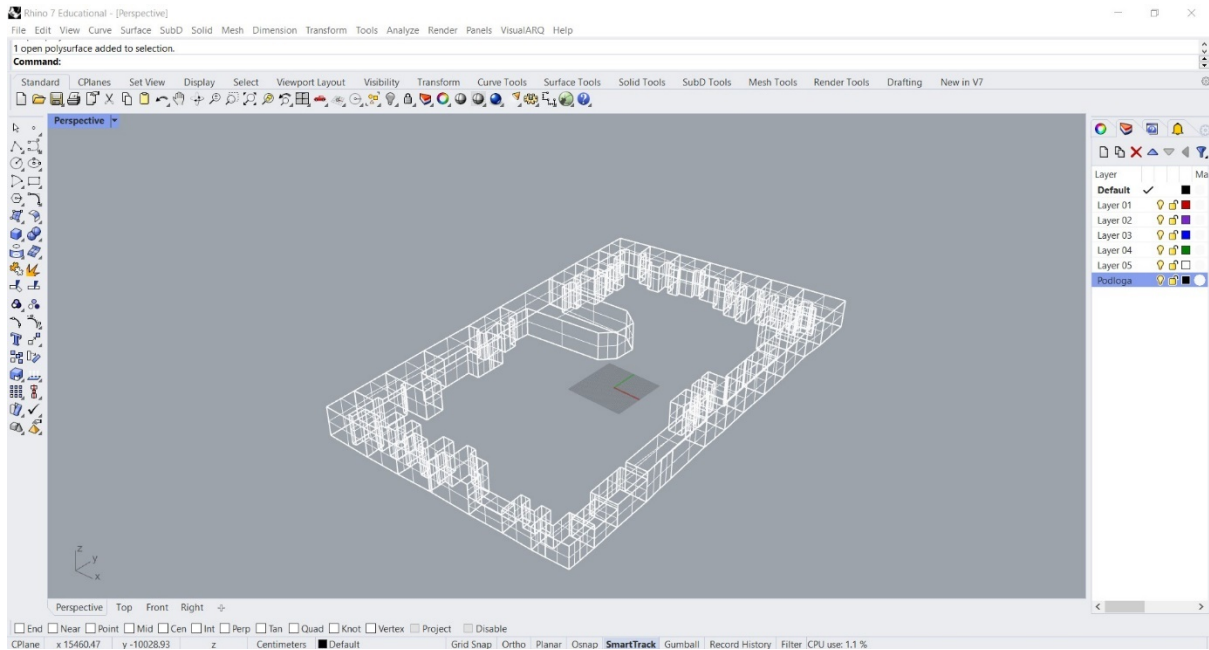 Rhino 7 Educational - [Perspective]
File Edit View Curve Surface SubD Solid Mesh Dimension Transform Tools Analyze Render Panels VisualARQ Help
1 open polysurface added to selection.
Command:
Standard CPlanes Set View Display Select Viewport Layout Visibility Transform Curve Tools Surface Tools Solid Tools SubD Tools Mesh Tools Render Tools Drafting New in V7
Perspective
Layer Ma
Default
Layer 01
Layer 02
Layer 03
Layer 04
Layer 05
Podloga
z
y
x
Perspective Top Front Right
End Near Point Mid Cen Int Perp Tan Quad Knot Vertex Project Disable
CPlane x 15460.47 y -10028.93 z Centimeters Default Grid Snap Ortho Planar Osnap SmartTrack Gumball Record History Filter CPU use: 1.1 %